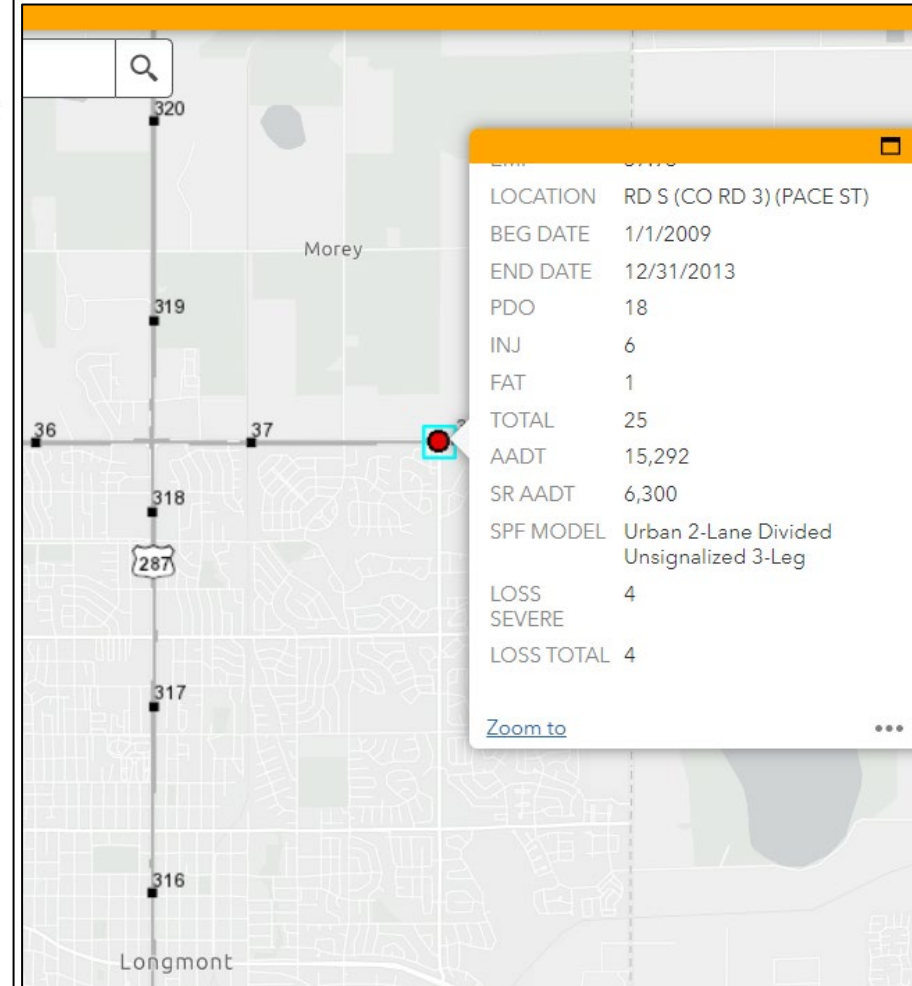 320
LOCATION RD S (CO RD 3) (PACE ST)
BEG DATE 1/1/2009
Morey
END DATE 12/31/2013
319
PDO 18
INJ 6
FAT 1
36
37
TOTAL 25
AADT 15,292
318
SR AADT 6,300
SPF MODEL Urban 2-Lane Divided
Unsignalized 3-Leg
287
LOSS 4
SEVERE
LOSS TOTAL 4
317
Zoom to
316
Longmont